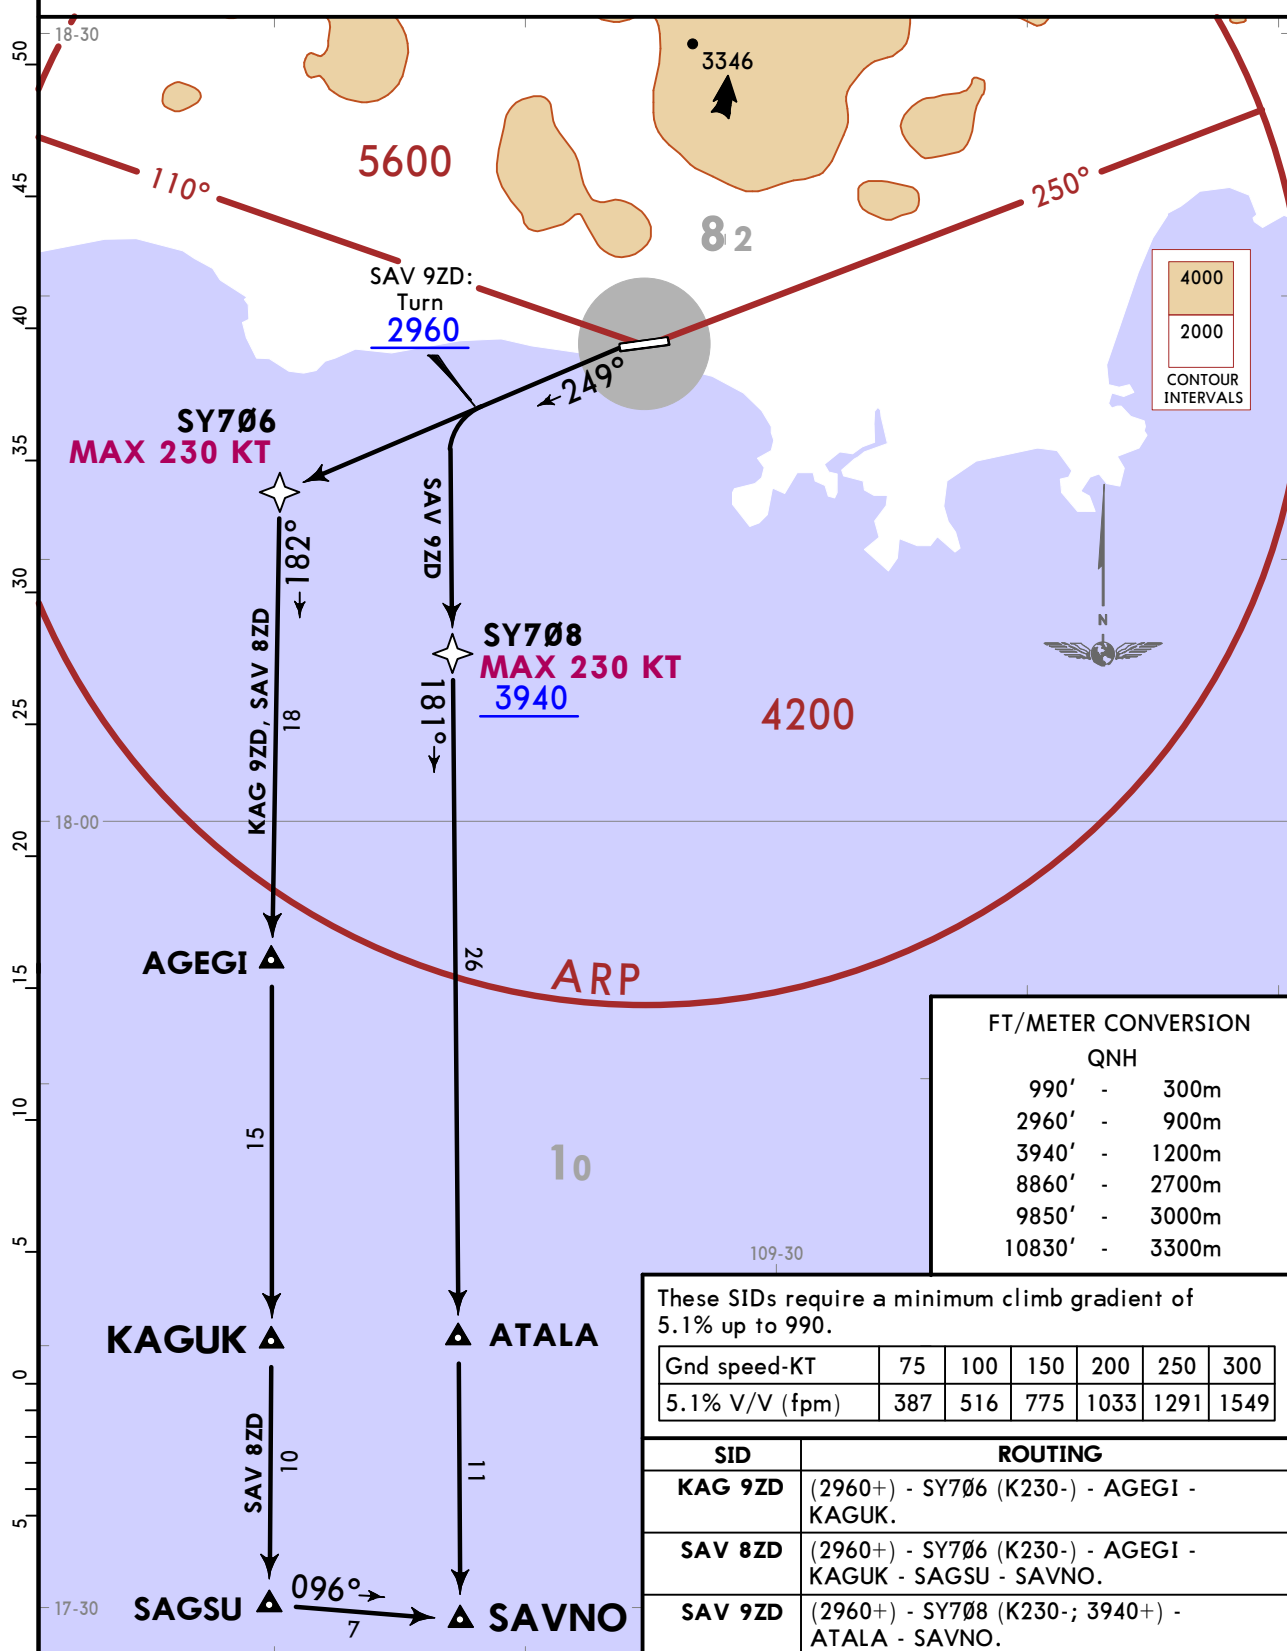 50
45
40
35
30
25
20
15
10
5
0
5
18-30
3346
5600
110°
250°
8 2
SAV 9ZD:
Turn
2960
4000
2000
CONTOUR
INTERVALS
249°
SY7Ø6
MAX 230 KT
182°
SAV 9ZD
N
SY7Ø8
MAX 230 KT
3940
181°
KAG 9ZD, SAV 8ZD
18
4200
18-00
AGEGI
26
ARP
15
10
109-30
KAGUK
ATALA
SAV 8ZD
10
11
SAGSU
096°
7
SAVNO
17-30
FT/METER CONVERSION
QNH
990' - 300m
2960' - 900m
3940' - 1200m
8860' - 2700m
9850' - 3000m
10830' - 3300m
These SIDs require a minimum climb gradient of
5.1% up to 990.
Gnd speed-KT 75 100 150 200 250 300
5.1% V/V (fpm) 387 516 775 1033 1291 1549
SID ROUTING
KAG 9ZD (2960+) - SY7Ø6 (K230-) - AGEGI -
KAGUK.
SAV 8ZD (2960+) - SY7Ø6 (K230-) - AGEGI -
KAGUK - SAGSU - SAVNO.
SAV 9ZD (2960+) - SY7Ø8 (K230-; 3940+) -
ATALA - SAVNO.